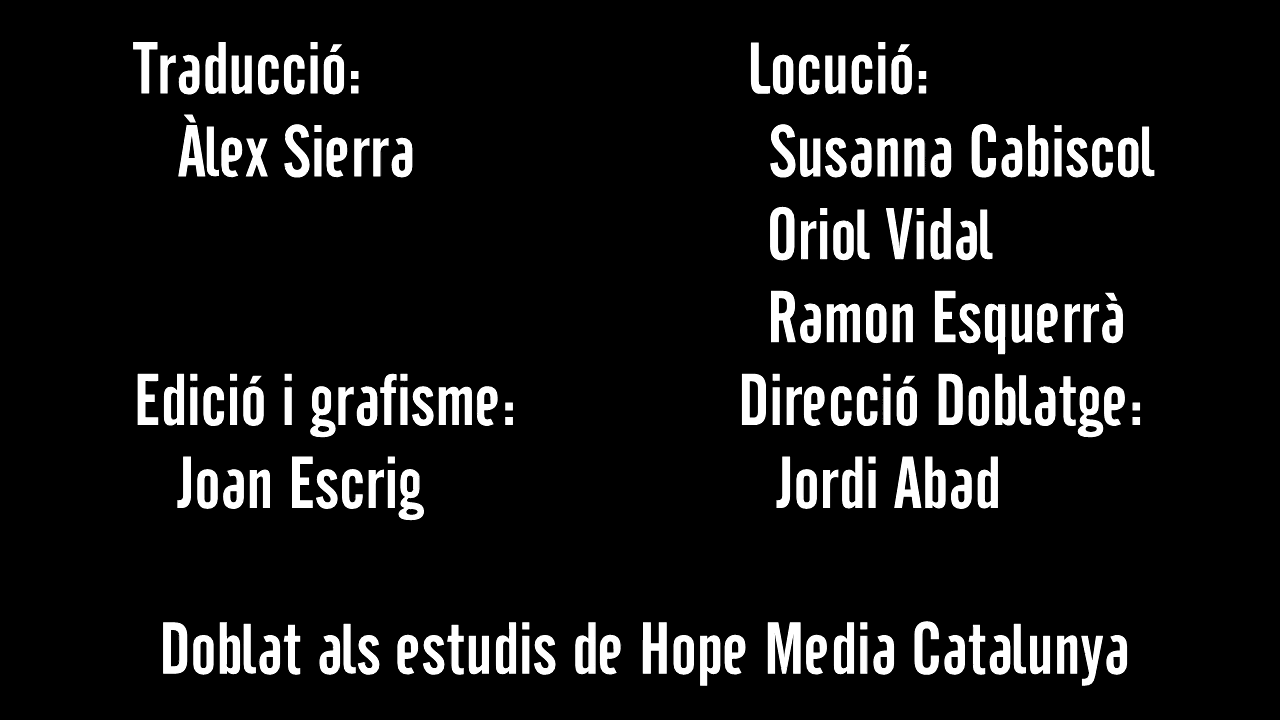 Traducció:
Àlex Sierra
Locució:
Susanna Cabiscol
Oriol Vidal
Ramon Esquerrà
Edició i grafisme:
Joan Escrig
Direcció Doblatge:
Jordi Abad
Doblat als estudis de Hope Media Catalunya